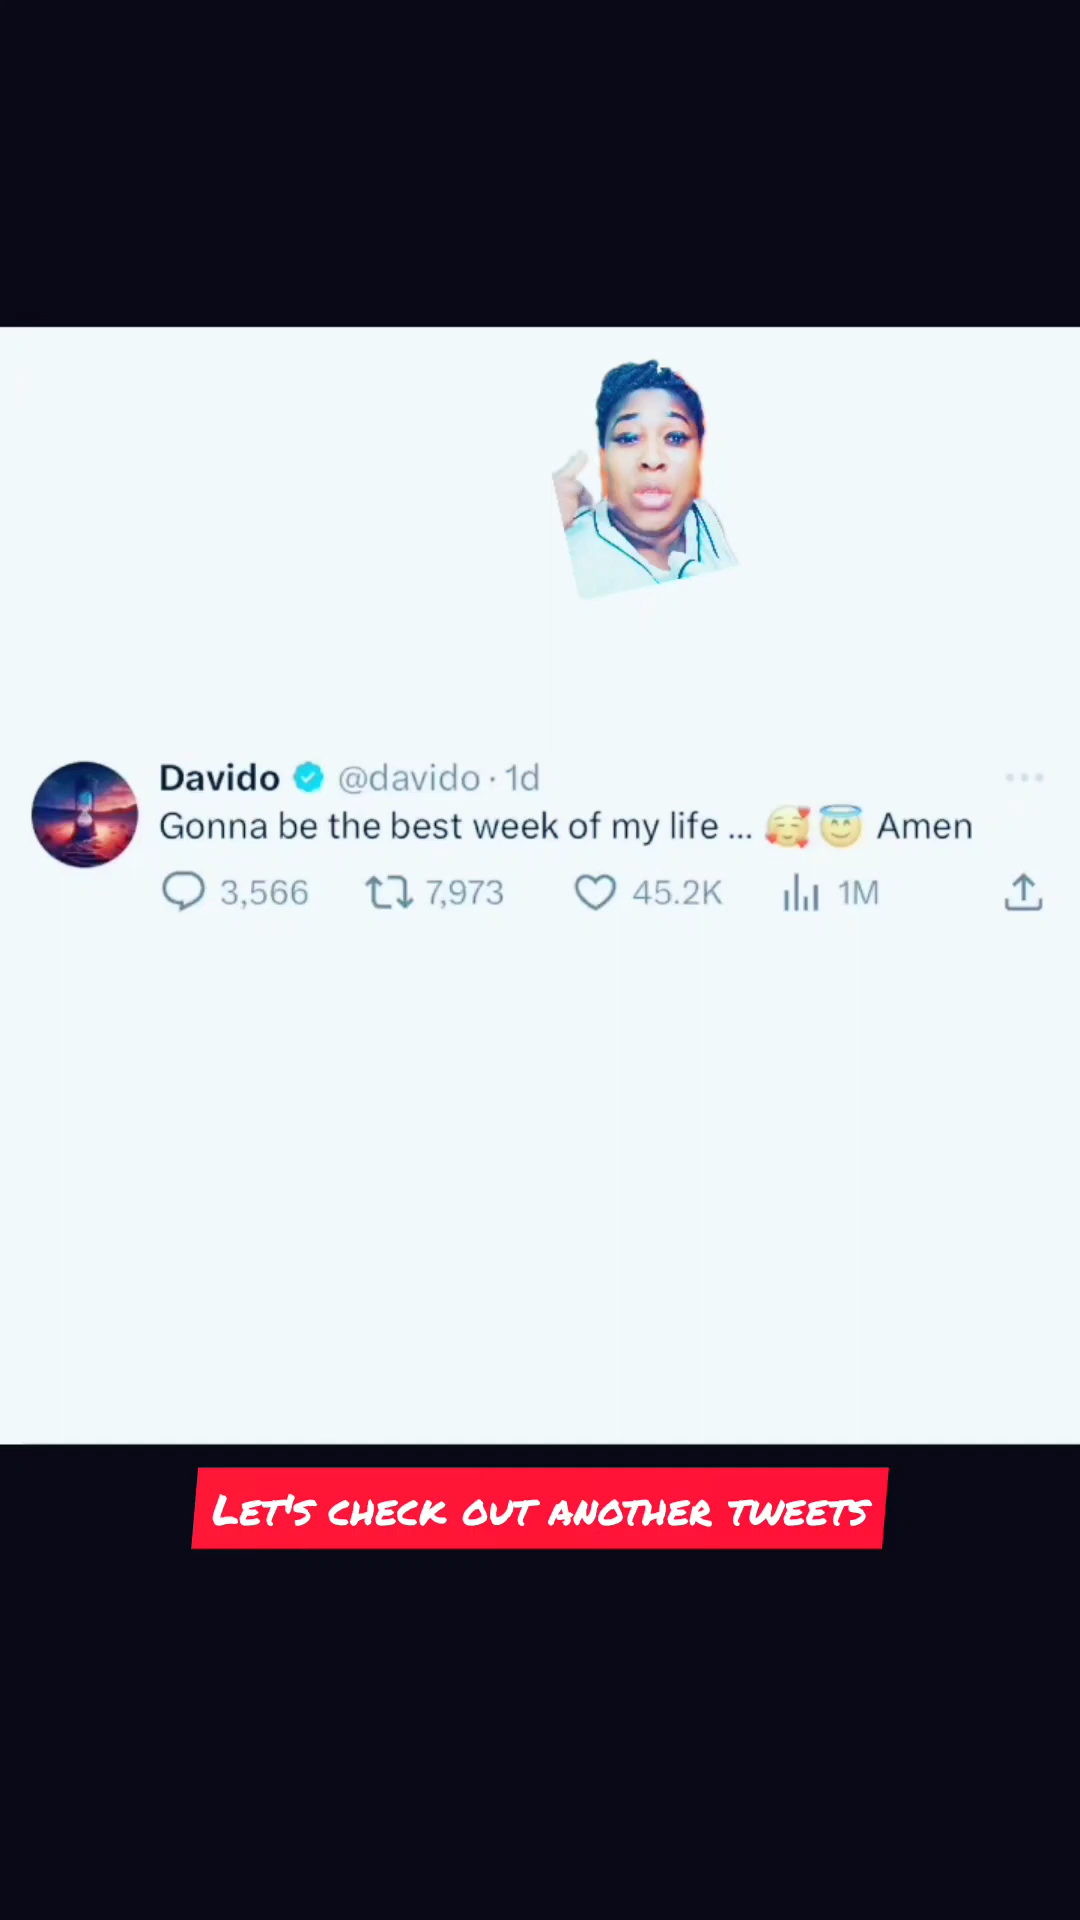 Davido @davido · 1d
Gonna be the best week of my life ... 🥰 😇 Amen
3,566 7,973 45.2K 1M
LET'S CHECK OUT ANOTHER TWEETS